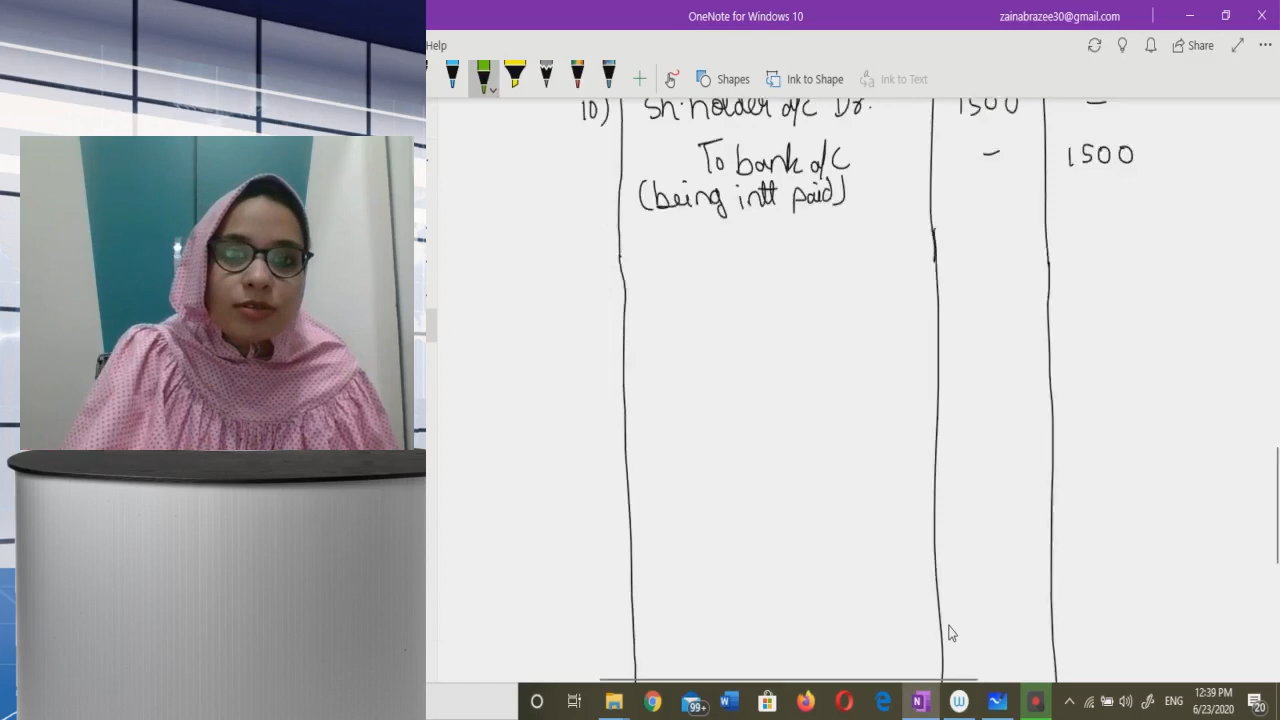 OneNote for Windows 10
zainabrazee30@gmail.com
Help
Share
Shapes
Ink to Shape
Ink to Text
10) Sh·holder a/c Dr. 1500 –
To bank a/c – 1500
(being intt paid)
99+
W
N
W
ENG
12:39 PM
6/23/2020
20